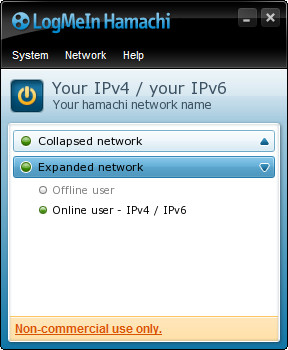 LogMeIn Hamachi
System Network Help
Your IPv4 / your IPv6
Your hamachi network name
Collapsed network
Expanded network
Offline user
Online user - IPv4 / IPv6
Non-commercial use only.